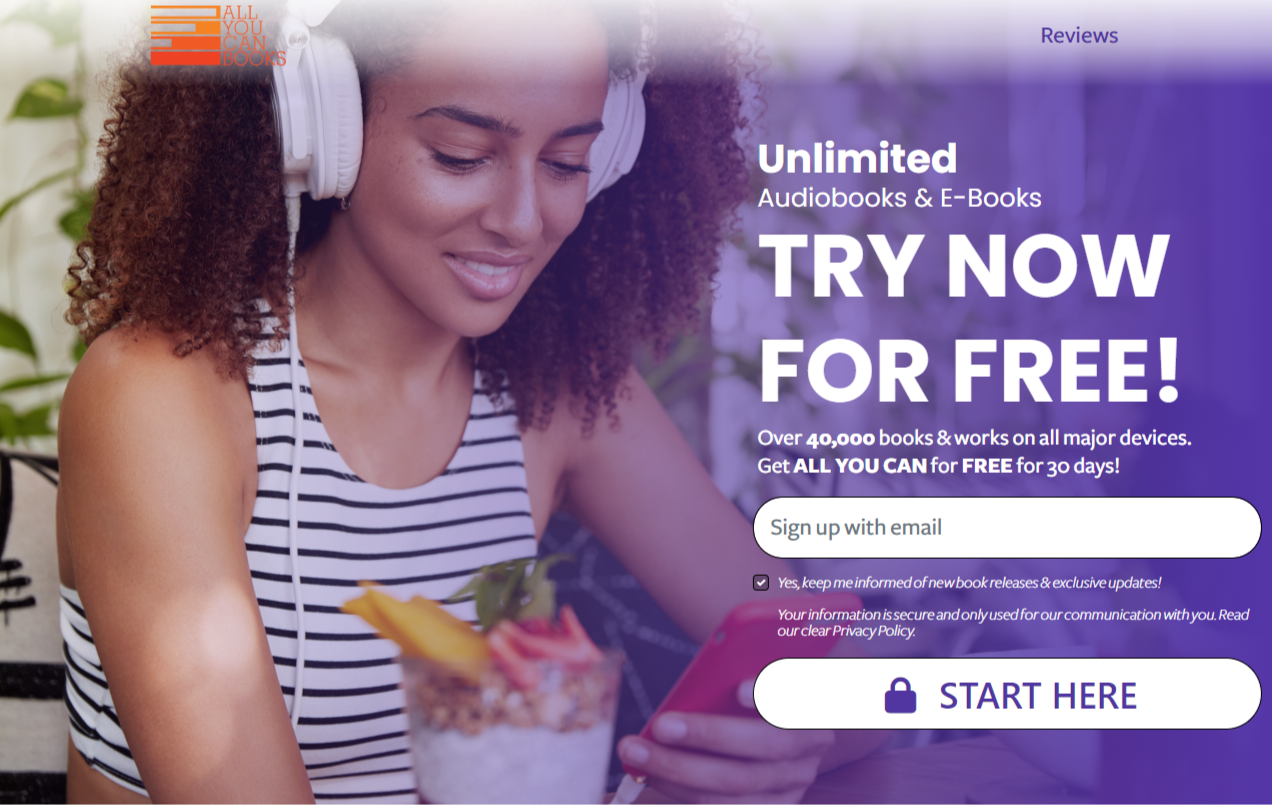 ALL
YOU
CAN
BOOKS
Reviews
Unlimited
Audiobooks & E-Books
TRY NOW
FOR FREE!
Over 40,000 books & works on all major devices.
Get ALL YOU CAN for FREE for 30 days!
Sign up with email
Yes, keep me informed of new book releases & exclusive updates!
Your information is secure and only used for our communication with you. Read
our clear Privacy Policy.
START HERE